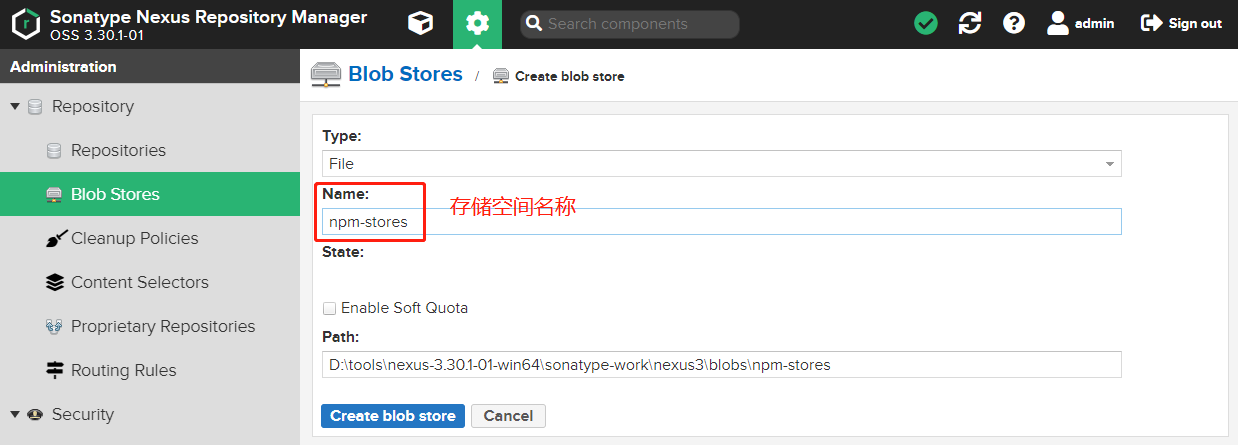 Sonatype Nexus Repository Manager
OSS 3.30.1-01
Search components
admin
Sign out
Administration
Repository
Repositories
Blob Stores
Cleanup Policies
Content Selectors
Proprietary Repositories
Routing Rules
Security
Blob Stores / Create blob store
Type:
File
Name:
npm-stores
存储空间名称
State:
Enable Soft Quota
Path:
D:\tools\nexus-3.30.1-01-win64\sonatype-work\nexus3\blobs\npm-stores
Create blob store
Cancel